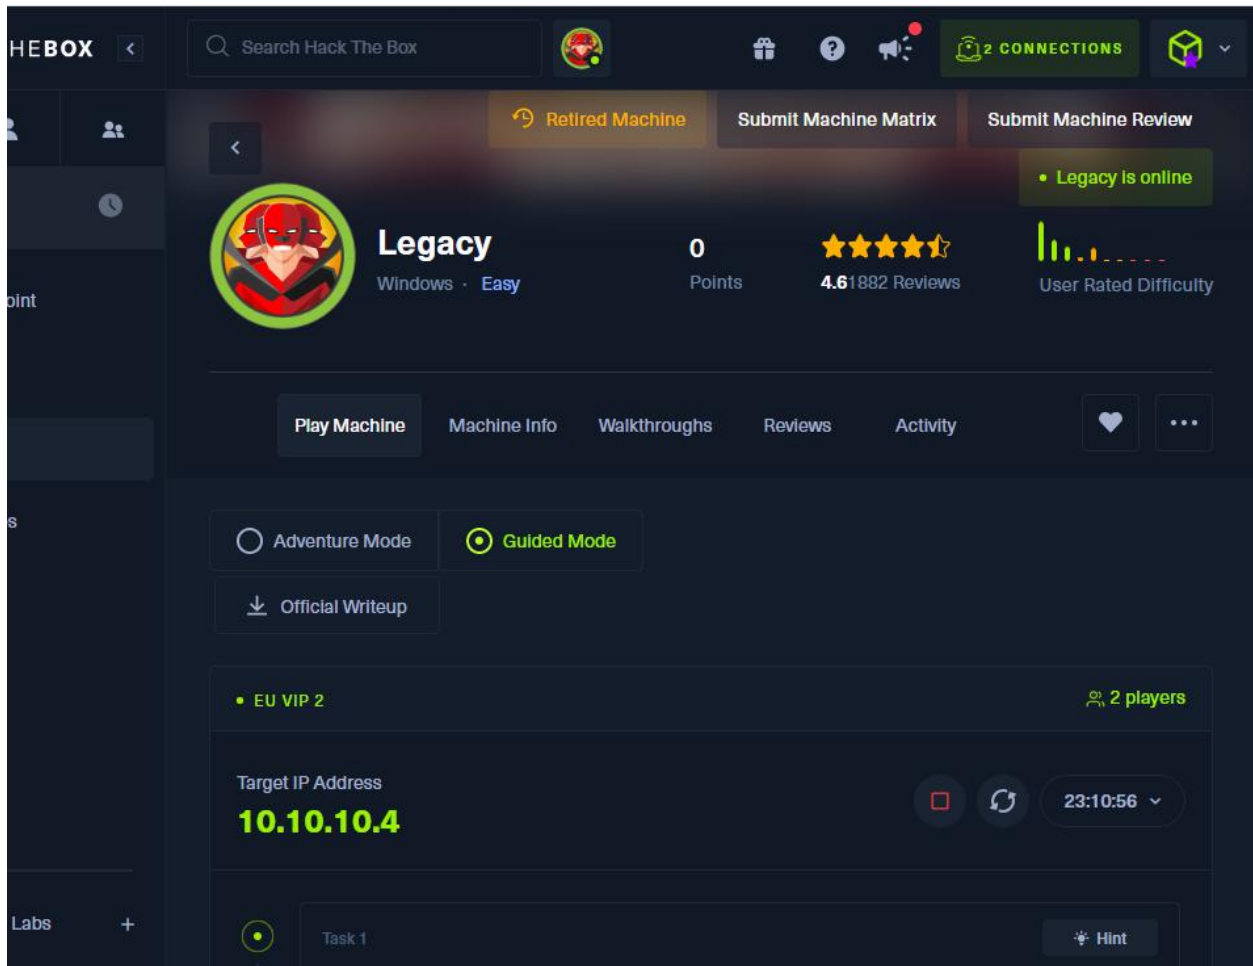 HEBOX
Search Hack The Box
2 CONNECTIONS
Retired Machine
Submit Machine Matrix
Submit Machine Review
Legacy is online
Legacy
Windows · Easy
0
Points
4.61882 Reviews
User Rated Difficulty
oint
Play Machine
Machine Info
Walkthroughs
Reviews
Activity
s
Adventure Mode
Guided Mode
Official Writeup
EU VIP 2
2 players
Target IP Address
10.10.10.4
23:10:56
Labs +
Task 1
Hint